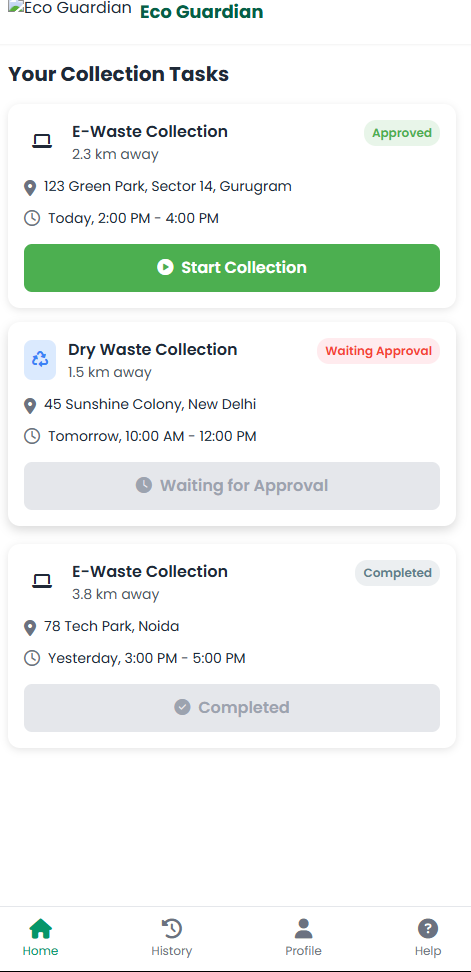 Eco Guardian Eco Guardian
Your Collection Tasks
E-Waste Collection
Approved
2.3 km away
123 Green Park, Sector 14, Gurugram
Today, 2:00 PM - 4:00 PM
Start Collection
Dry Waste Collection
Waiting Approval
1.5 km away
45 Sunshine Colony, New Delhi
Tomorrow, 10:00 AM - 12:00 PM
Waiting for Approval
E-Waste Collection
Completed
3.8 km away
78 Tech Park, Noida
Yesterday, 3:00 PM - 5:00 PM
Completed
Home History Profile Help